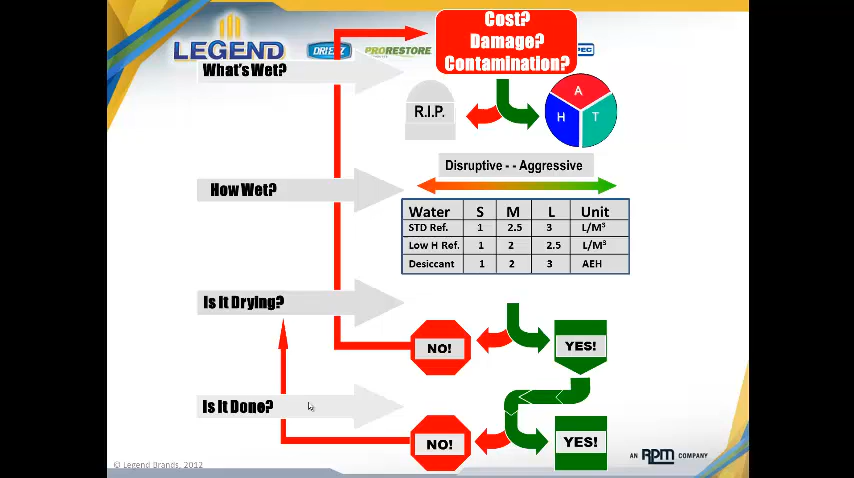 LEGEND
DRI-EAZ
PRORESTORE
PEC
Cost?
Damage?
Contamination?
What's Wet?
R.I.P.
A
H
T
Disruptive - - Aggressive
How Wet?
Water S M L Unit
STD Ref. 1 2.5 3 L/M³
Low H Ref. 1 2 2.5 L/M³
Desiccant 1 2 3 AEH
Is It Drying?
NO!
YES!
Is It Done?
NO!
YES!
© Legend Brands, 2012
AN RPM COMPANY